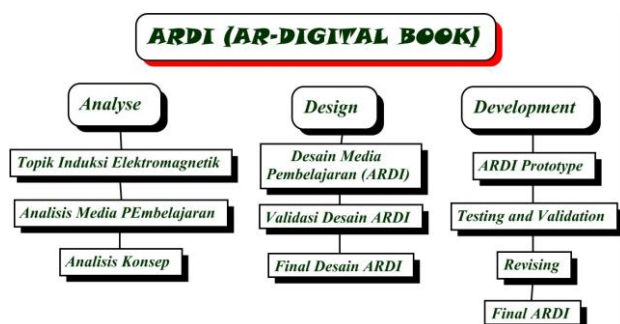 ARDI (AR-DIGITAL BOOK)
Analyse
Topik Induksi Elektromagnetik
Analisis Media PEmbelajaran
Analisis Konsep
Design
Desain Media
Pembelajaran (ARDI)
Validasi Desain ARDI
Final Desain ARDI
Development
ARDI Prototype
Testing and Validation
Revising
Final ARDI